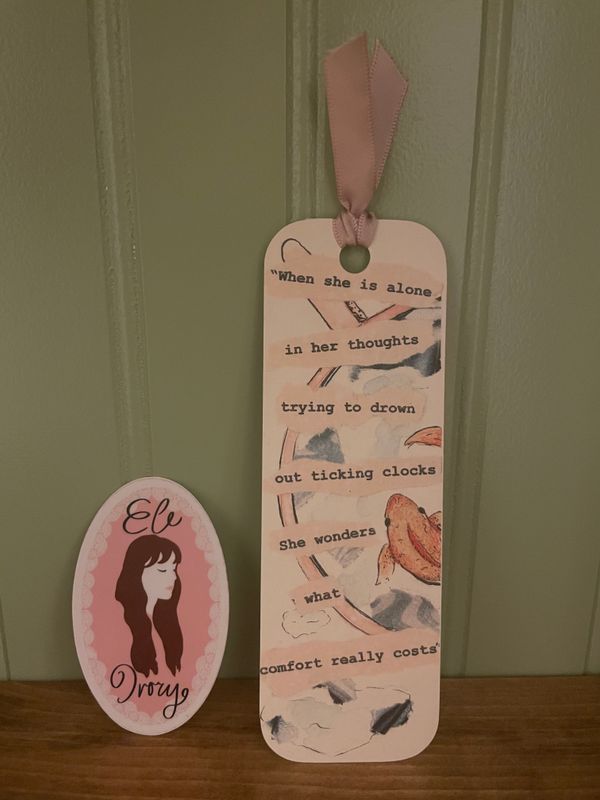 "When she is alone
in her thoughts
trying to drown
out ticking clocks
She wonders
what
comfort really costs"
Ele
Ivory